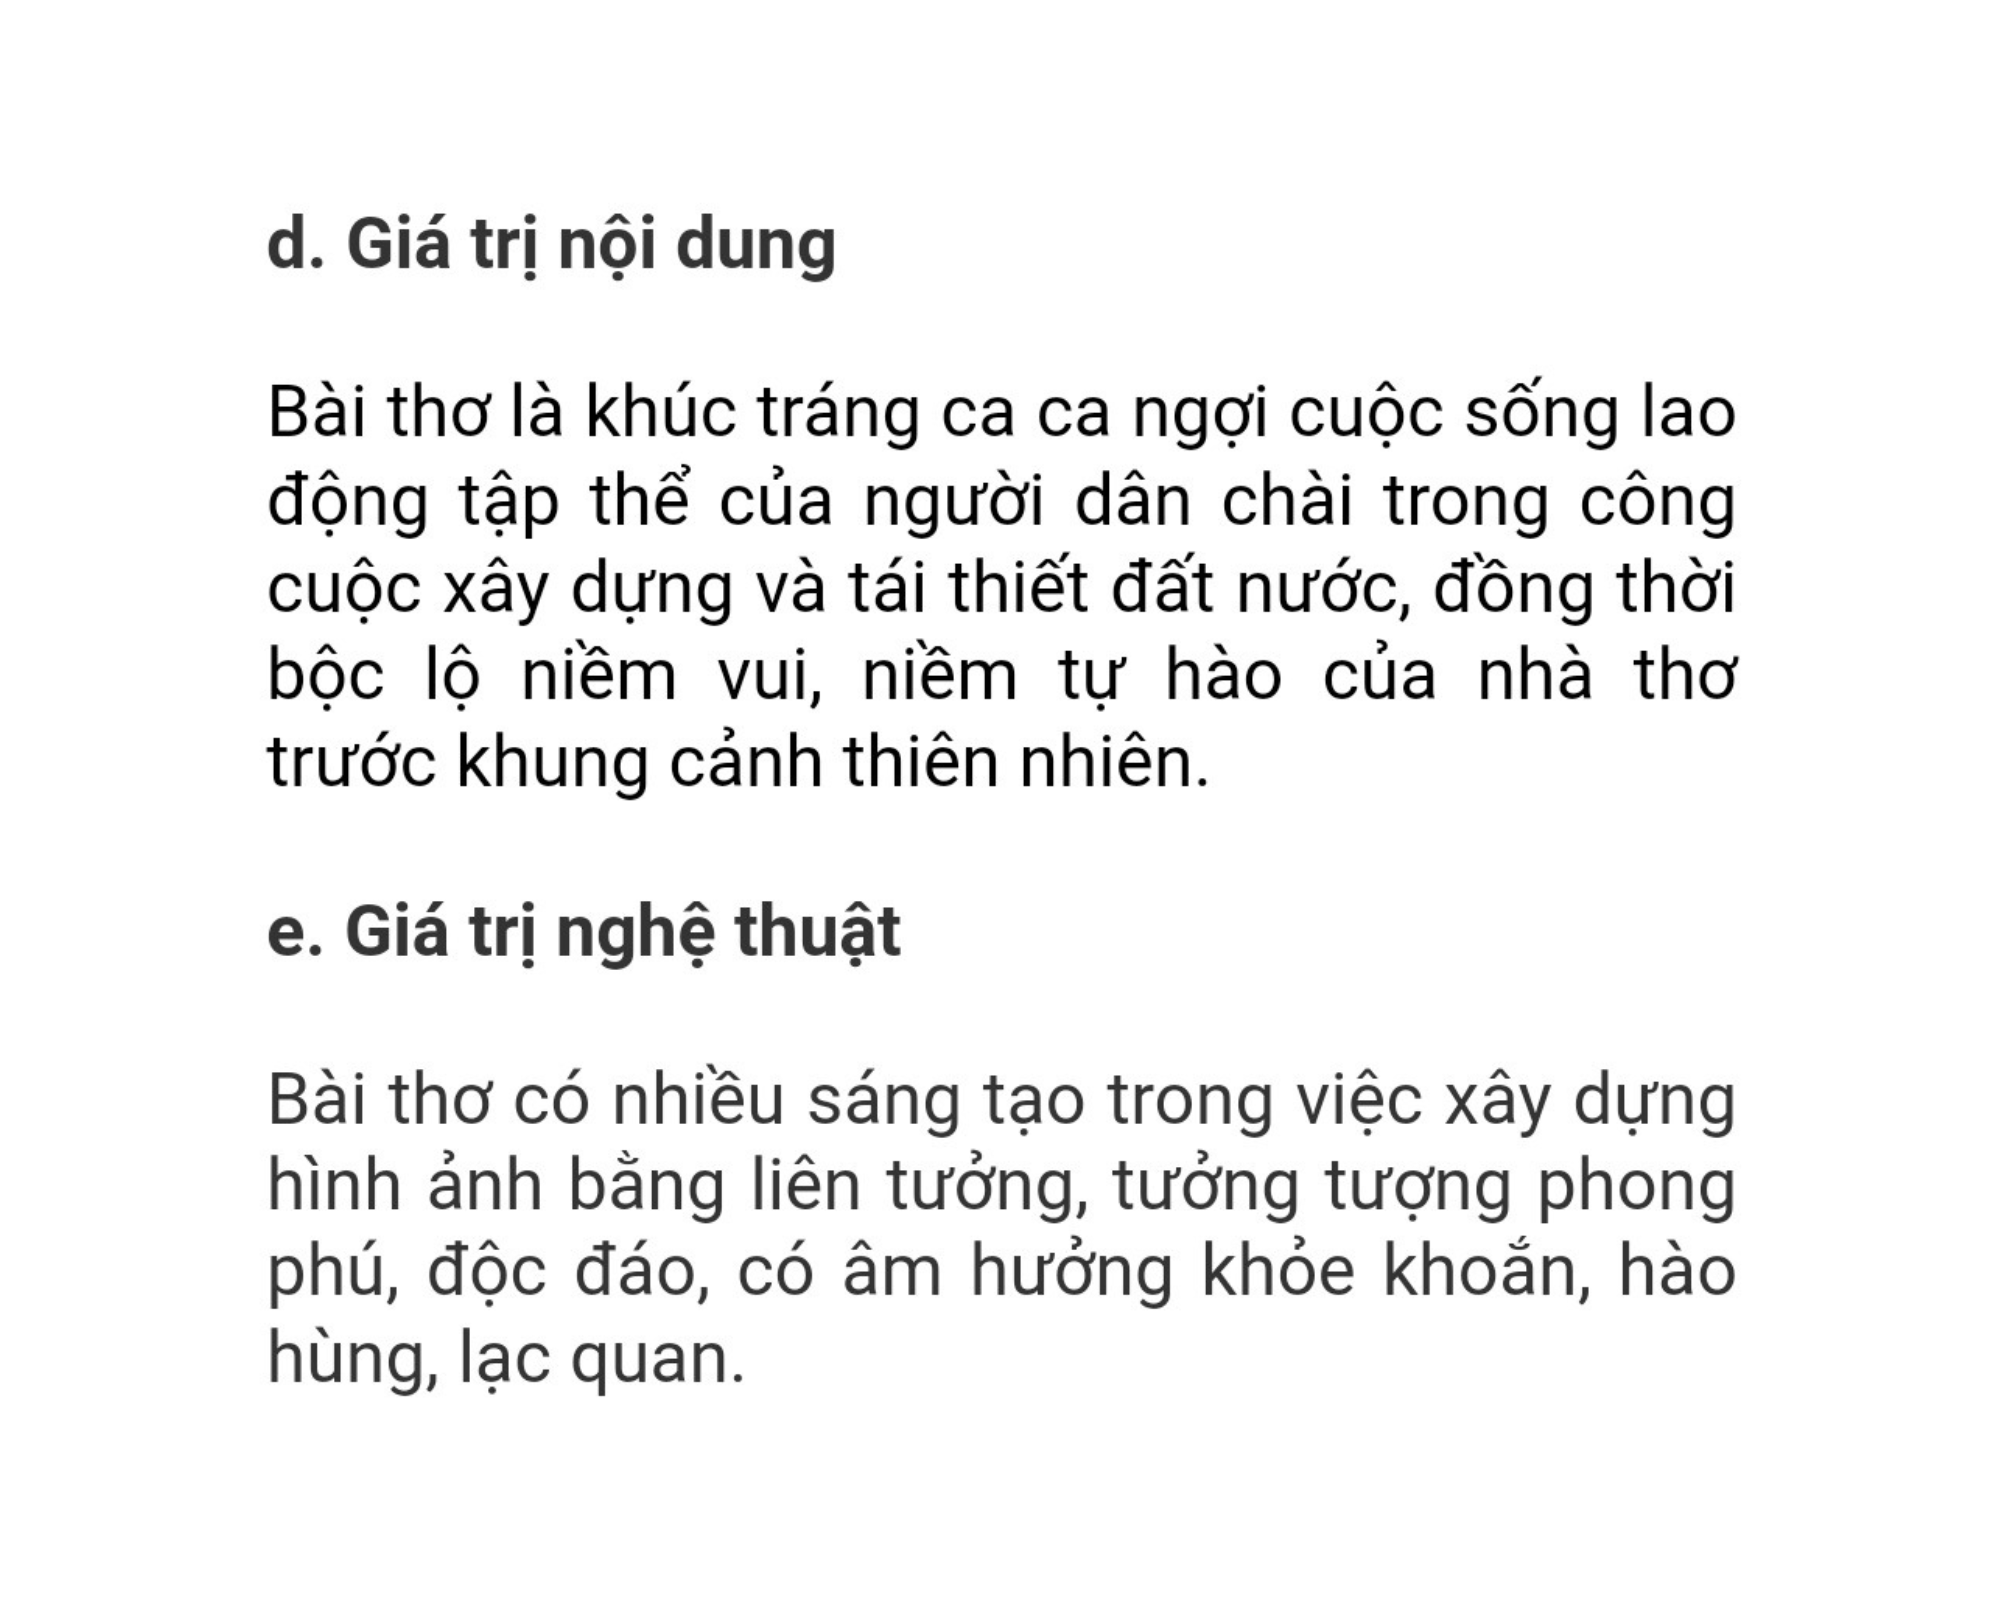 d. Giá trị nội dung
Bài thơ là khúc tráng ca ca ngợi cuộc sống lao
động tập thể của người dân chài trong công
cuộc xây dựng và tái thiết đất nước, đồng thời
bộc lộ niềm vui, niềm tự hào của nhà thơ
trước khung cảnh thiên nhiên.
e. Giá trị nghệ thuật
Bài thơ có nhiều sáng tạo trong việc xây dựng
hình ảnh bằng liên tưởng, tưởng tượng phong
phú, độc đáo, có âm hưởng khỏe khoắn, hào
hùng, lạc quan.